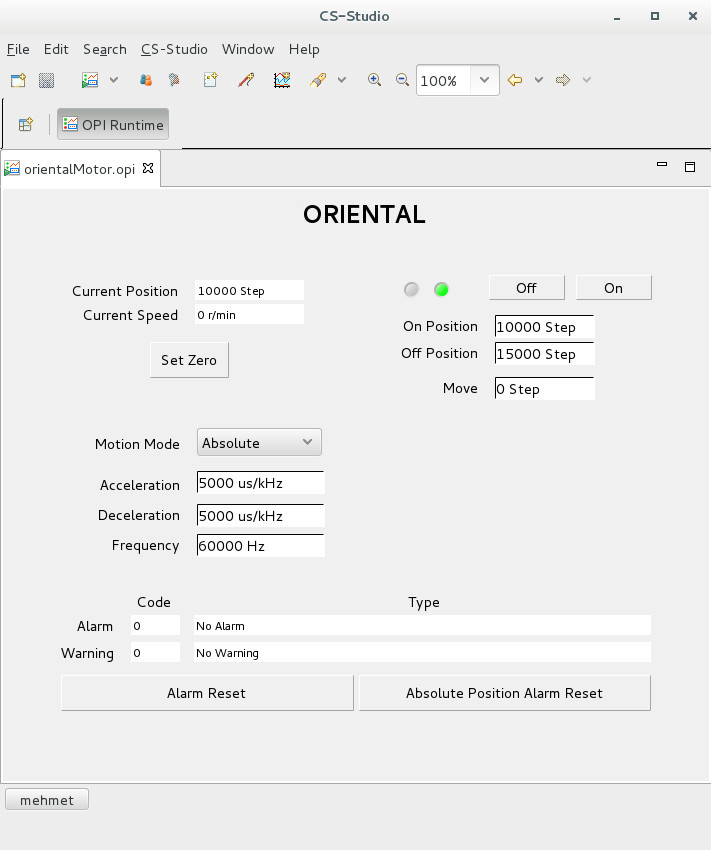 CS-Studio
File Edit Search CS-Studio Window Help
100%
OPI Runtime
orientalMotor.opi
ORIENTAL
Current Position 10000 Step
Current Speed 0 r/min
Set Zero
Off On
On Position 10000 Step
Off Position 15000 Step
Move 0 Step
Motion Mode Absolute
Acceleration 5000 us/kHz
Deceleration 5000 us/kHz
Frequency 60000 Hz
Code Type
Alarm 0 No Alarm
Warning 0 No Warning
Alarm Reset Absolute Position Alarm Reset
mehmet